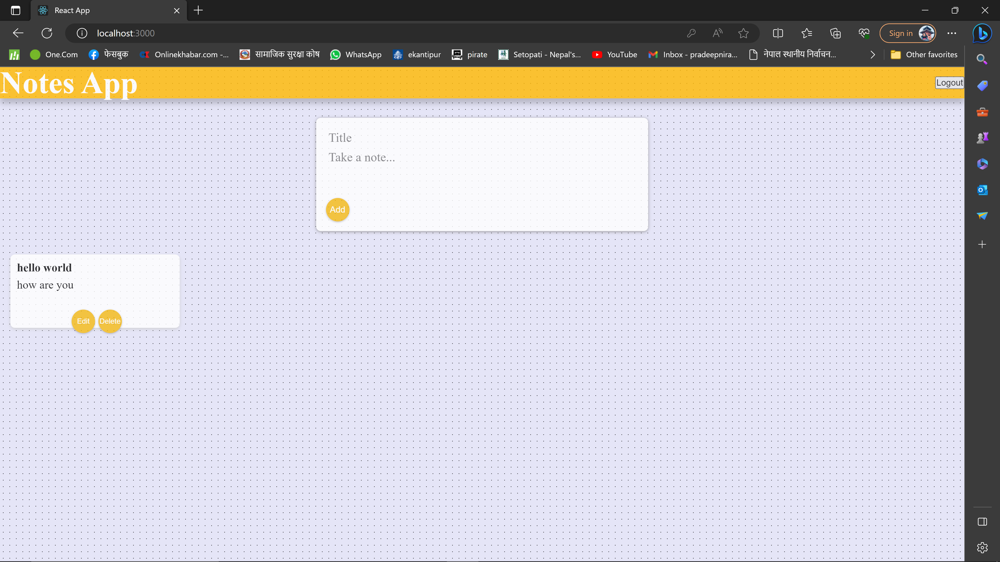 React App
localhost:3000
Sign in
One.Com
फेसबुक
Onlinekhabar.com -...
सामाजिक सुरक्षा कोष
WhatsApp
ekantipur
pirate
Setopati - Nepal's...
YouTube
Inbox - pradeepnira...
नेपाल स्थानीय निर्वाचन...
Other favorites
Notes App
Logout
Title
Take a note...
Add
hello world
how are you
Edit Delete